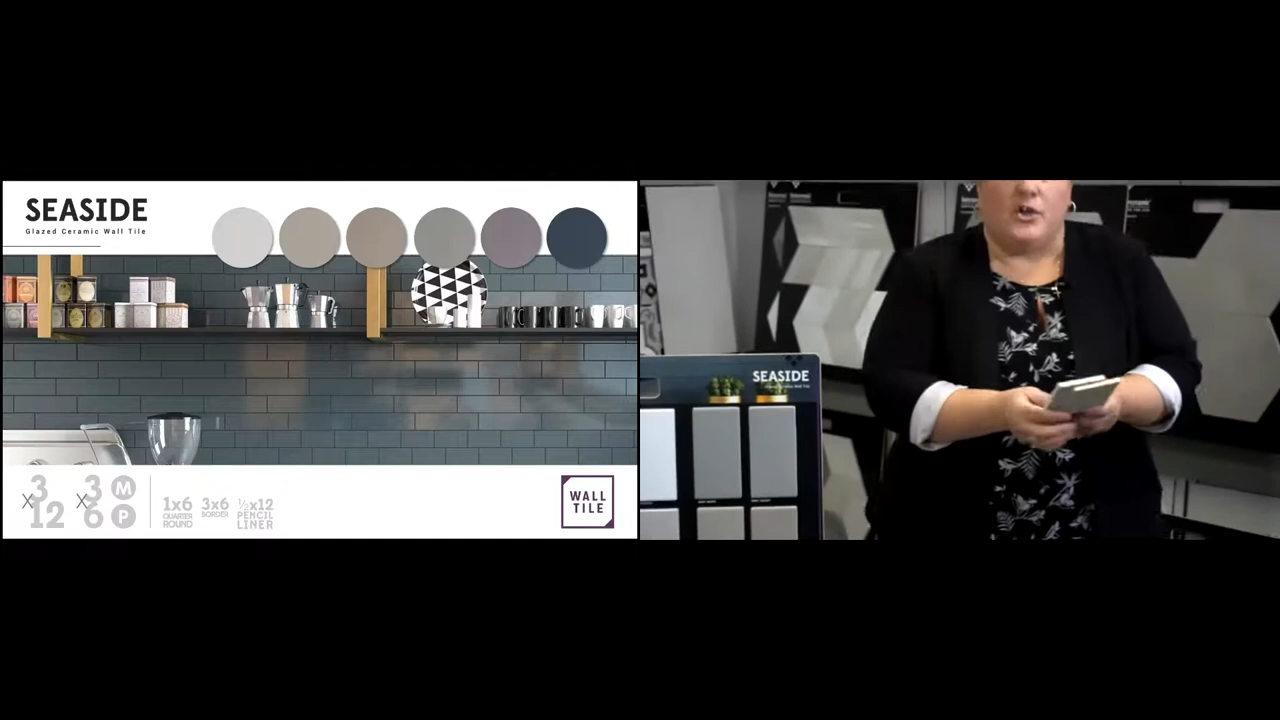 SEASIDE
Glazed Ceramic Wall Tile
3 X 12
3 X 6
M
P
1x6
QUARTER
ROUND
3x6
BORDER
½x12
PENCIL
LINER
WALL
TILE
SEASIDE